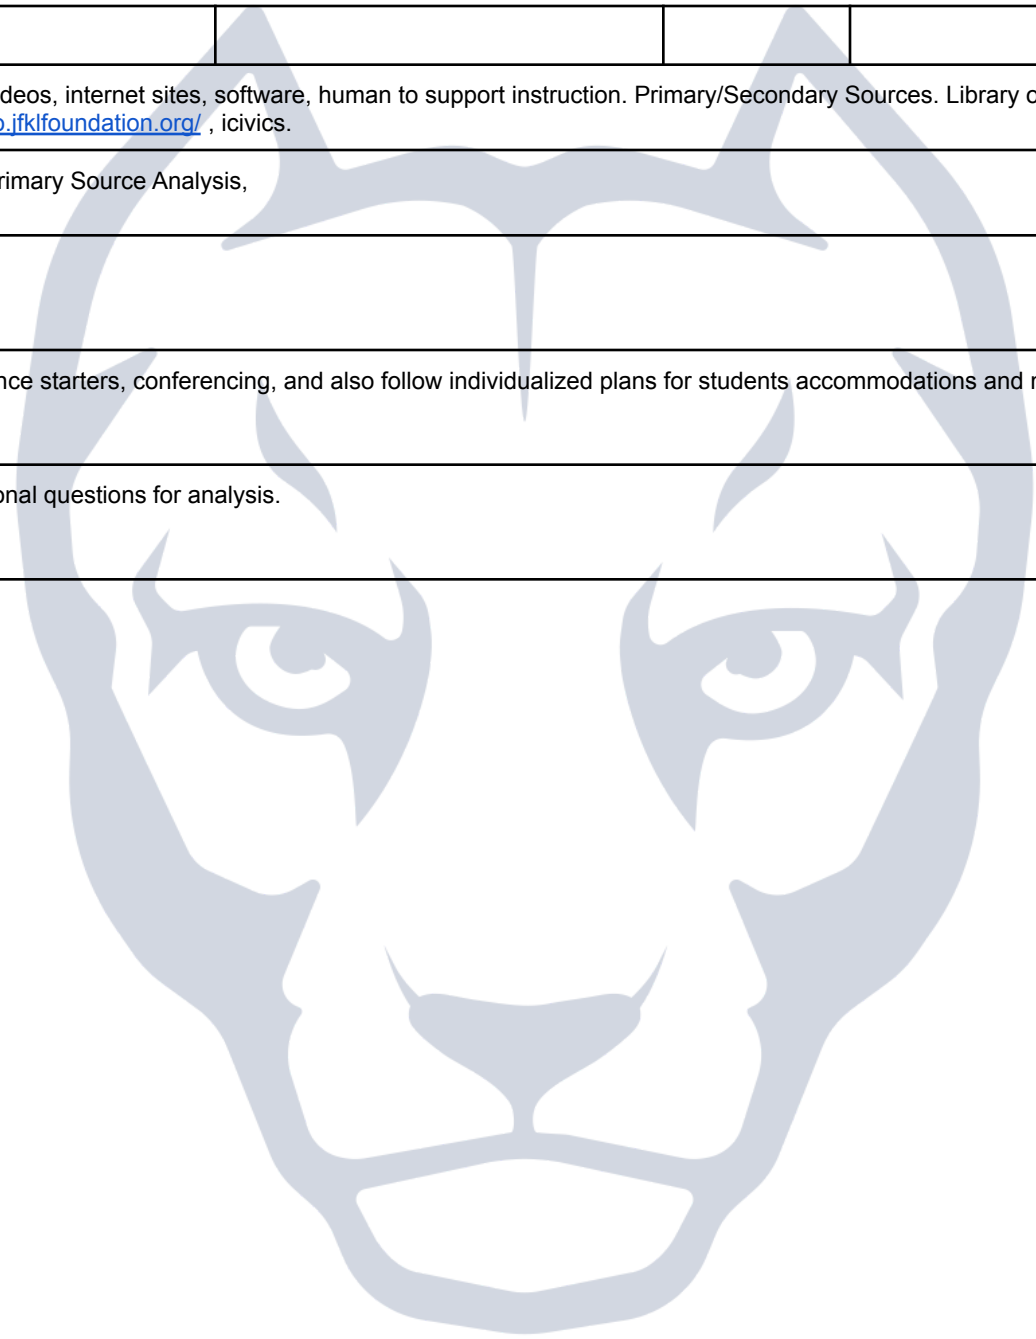 deos, internet sites, software, human to support instruction. Primary/Secondary Sources. Library o
o.jfklfoundation.org/ , icivics.
rimary Source Analysis,
nce starters, conferencing, and also follow individualized plans for students accommodations and
onal questions for analysis.